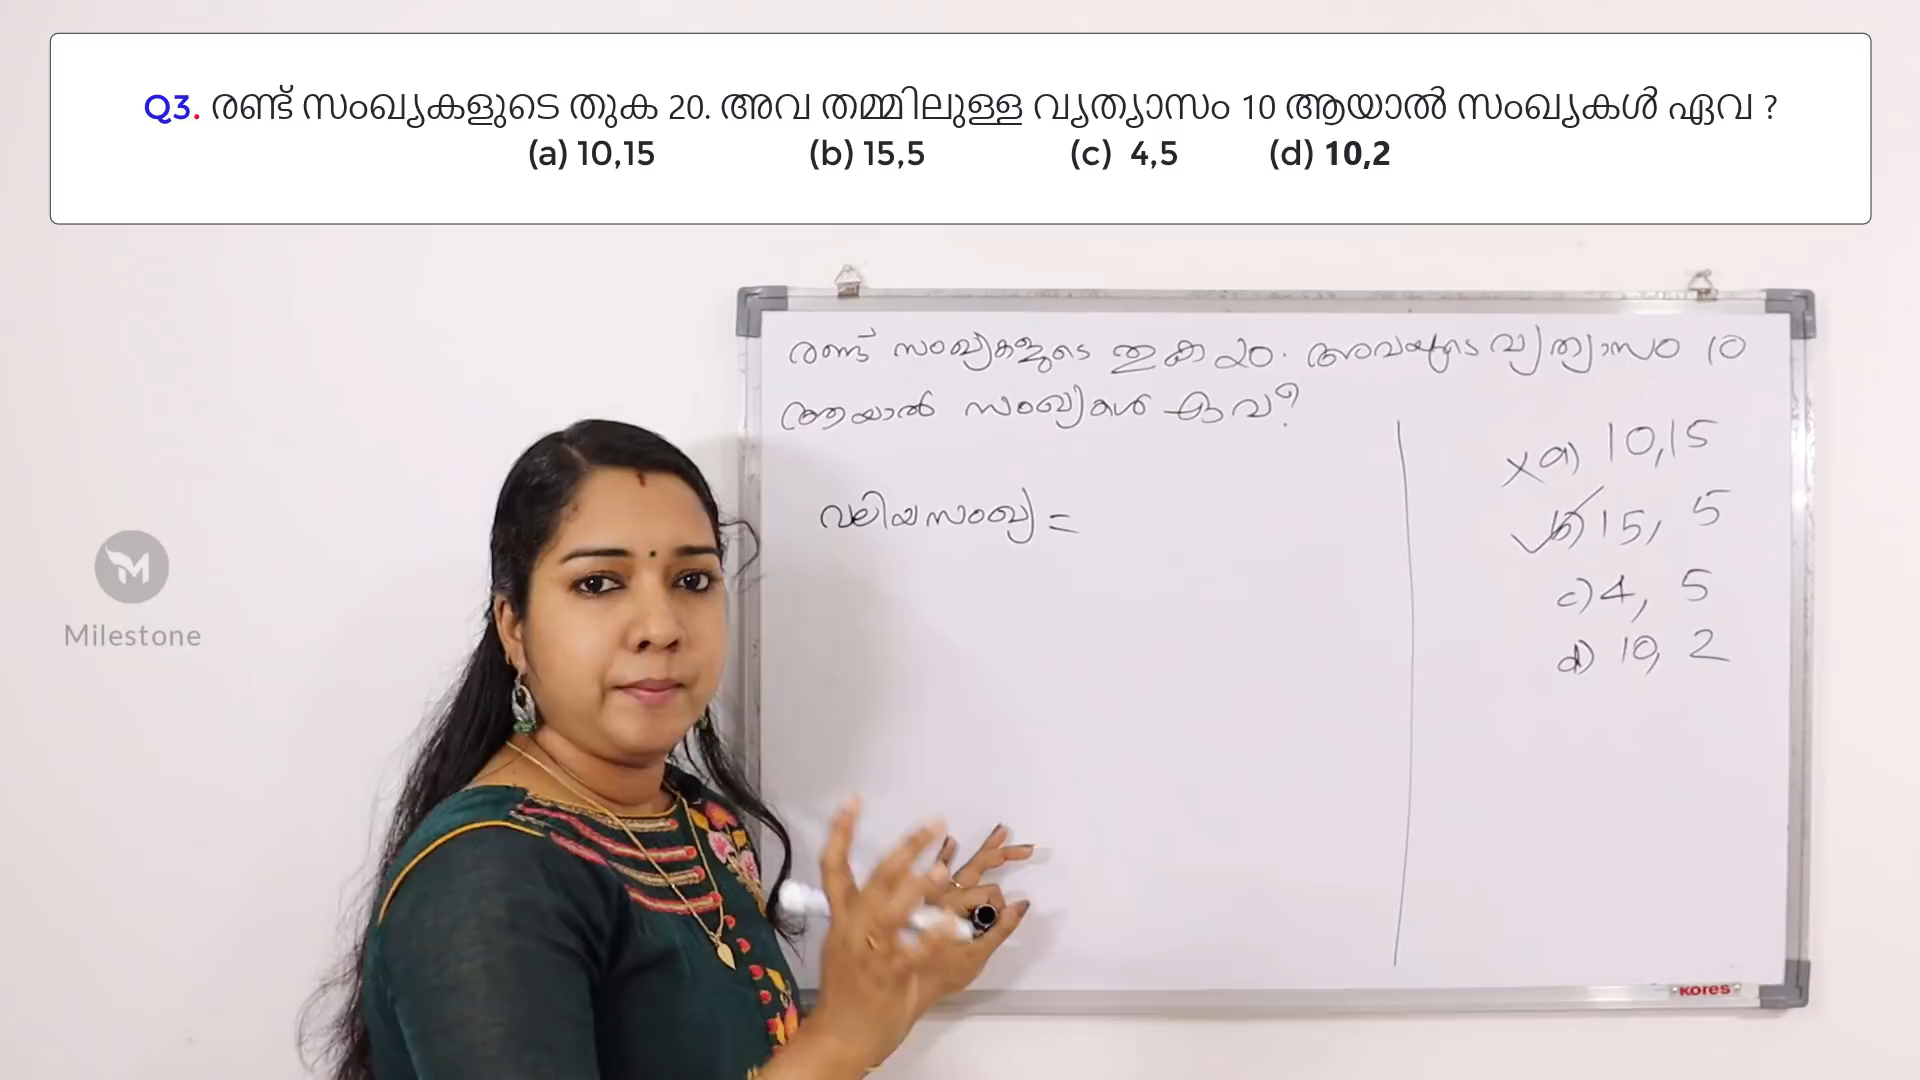 Q3. രണ്ട് സംഖ്യകളുടെ തുക 20. അവ തമ്മിലുള്ള വ്യത്യാസം 10 ആയാൽ സംഖ്യകൾ ഏവ ?
(a) 10,15 (b) 15,5 (c) 4,5 (d) 10,2
രണ്ട് സംഖ്യകളുടെ തുക 20. അവയുടെ വ്യത്യാസം 10
ആയാൽ സംഖ്യകൾ ഏവ?
വലിയസംഖ്യ =
x a) 10,15
✓ b) 15, 5
c) 4, 5
d) 10, 2
Milestone
KORES